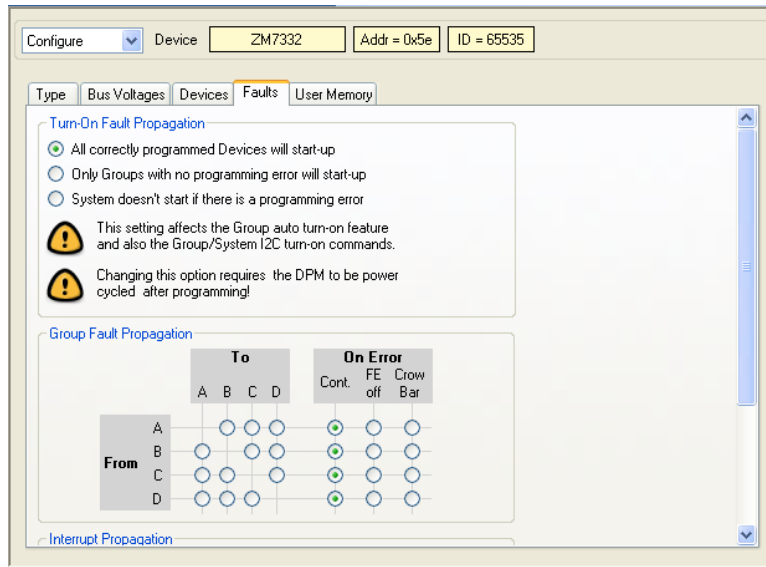 Configure Device ZM7332 Addr = 0x5e ID = 65535
Type Bus Voltages Devices Faults User Memory
Turn-On Fault Propagation
All correctly programmed Devices will start-up
Only Groups with no programming error will start-up
System doesn't start if there is a programming error
This setting affects the Group auto turn-on feature
and also the Group/System I2C turn-on commands.
Changing this option requires the DPM to be power
cycled after programming!
Group Fault Propagation
To On Error
A B C D Cont. FE off Crow Bar
From
A
B
C
D
Interrupt Propagation